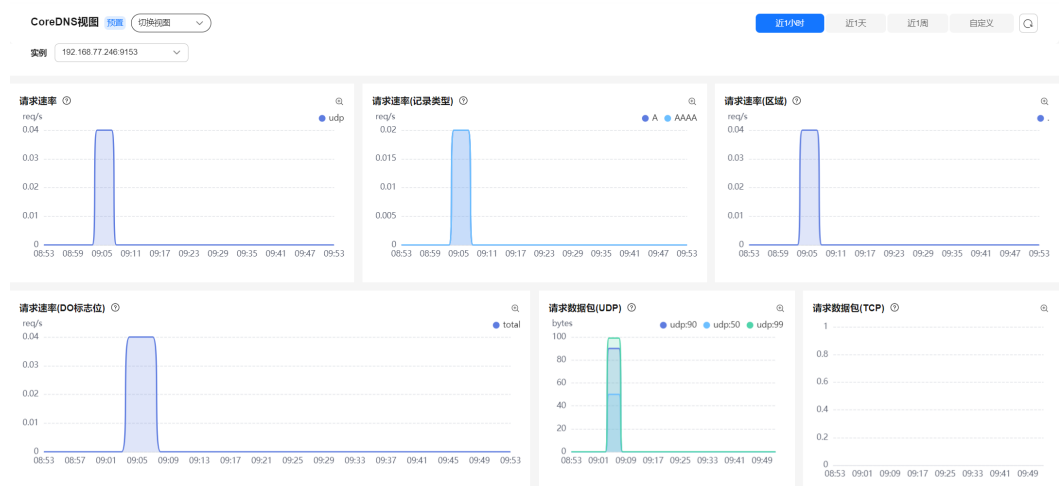 CoreDNS视图 预置 切换视图 近1小时 近1天 近1周 自定义
实例 192.168.77.246:9153
请求速率
req/s
udp
0.04
0.03
0.02
0.01
0
08:53 08:59 09:05 09:11 09:17 09:23 09:29 09:35 09:41 09:47 09:53
请求速率(记录类型)
req/s
A AAAA
0.02
0.015
0.01
0.005
0
08:53 08:59 09:05 09:11 09:17 09:23 09:29 09:35 09:41 09:47 09:53
请求速率(区域)
req/s
.
0.04
0.03
0.02
0.01
0
08:53 08:59 09:05 09:11 09:17 09:23 09:29 09:35 09:41 09:47 09:53
请求速率(DO标志位)
req/s
total
0.04
0.03
0.02
0.01
0
08:53 08:57 09:01 09:05 09:09 09:13 09:17 09:21 09:25 09:29 09:33 09:37 09:41 09:45 09:49 09:53
请求数据包(UDP)
bytes
udp:90 udp:50 udp:99
100
80
60
40
20
0
08:53 09:01 09:09 09:17 09:25 09:33 09:41 09:49
请求数据包(TCP)
1
0.8
0.6
0.4
0.2
0
08:53 09:01 09:09 09:17 09:25 09:33 09:41 09:49